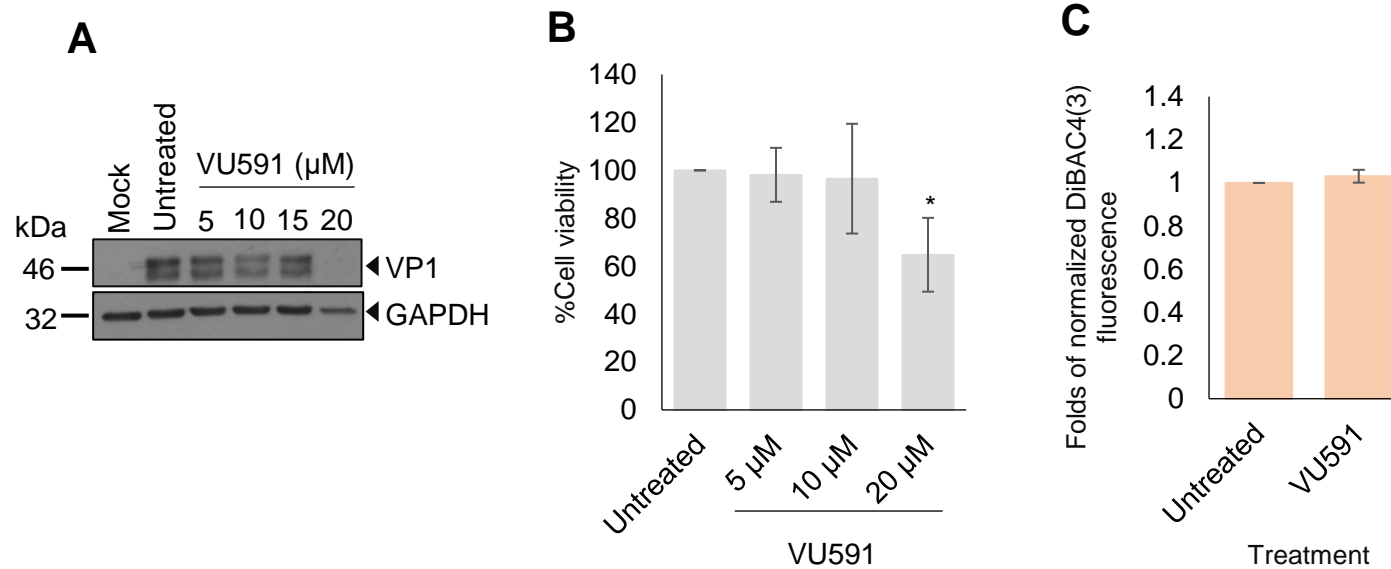 A
Mock
Untreated
VU591 (μM)
5 10 15 20
kDa
46
VP1
32
GAPDH
B
%Cell viability
140
120
100
80
60
40
20
0
*
Untreated
5 μM
10 μM
20 μM
VU591
C
Folds of normalized DiBAC4(3)
fluorescence
1.4
1.2
1
0.8
0.6
0.4
0.2
0
Untreated
VU591
Treatment